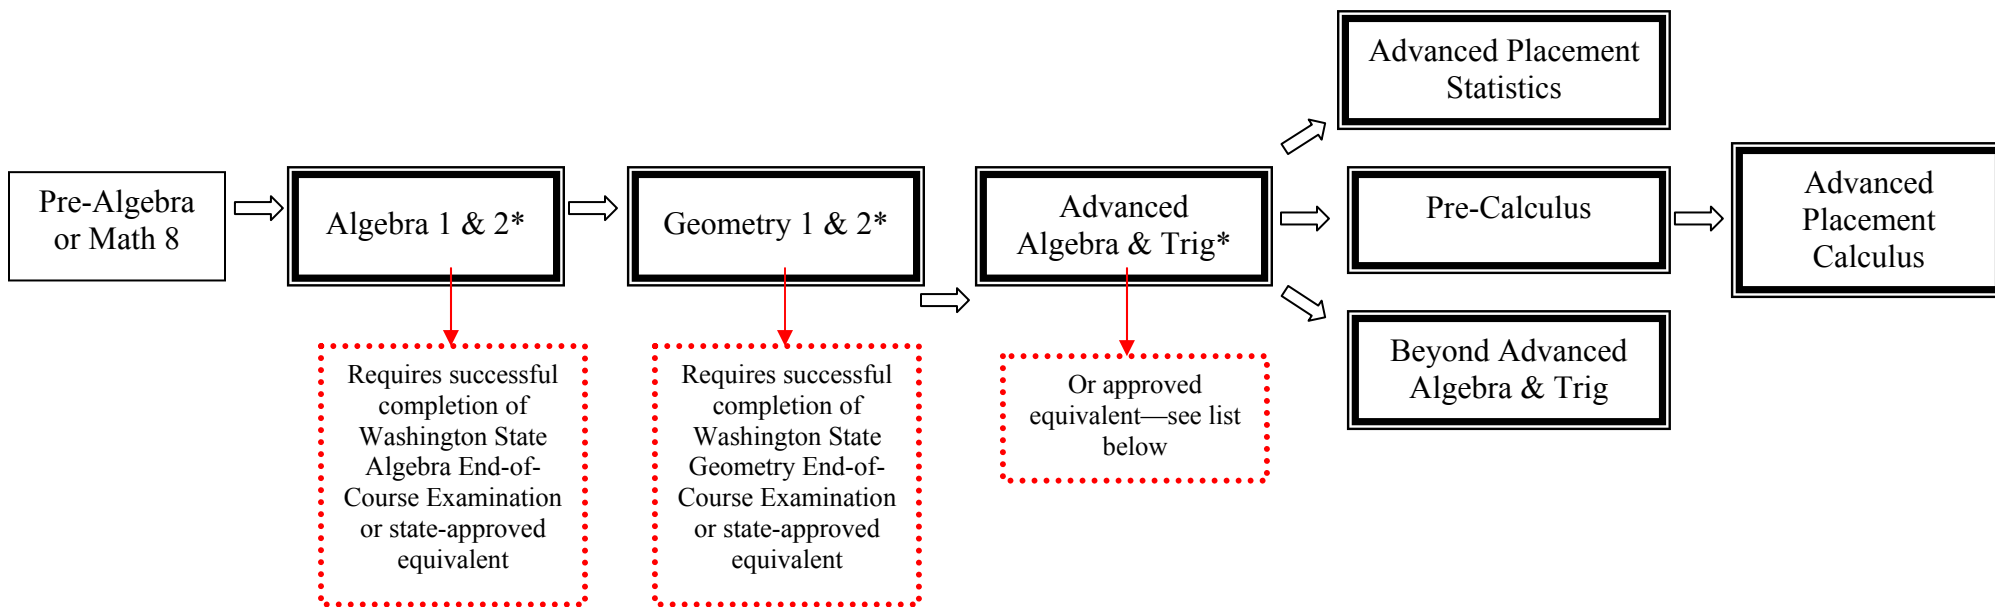 Pre-Algebra
or Math 8
Algebra 1 & 2*
Requires successful
completion of
Washington State
Algebra End-of-
Course Examination
or state-approved
equivalent
Geometry 1 & 2*
Requires successful
completion of
Washington State
Geometry End-of-
Course Examination
or state-approved
equivalent
Advanced
Algebra & Trig*
Or approved
equivalent—see list
below
Advanced Placement
Statistics
Pre-Calculus
Beyond Advanced
Algebra & Trig
Advanced
Placement
Calculus